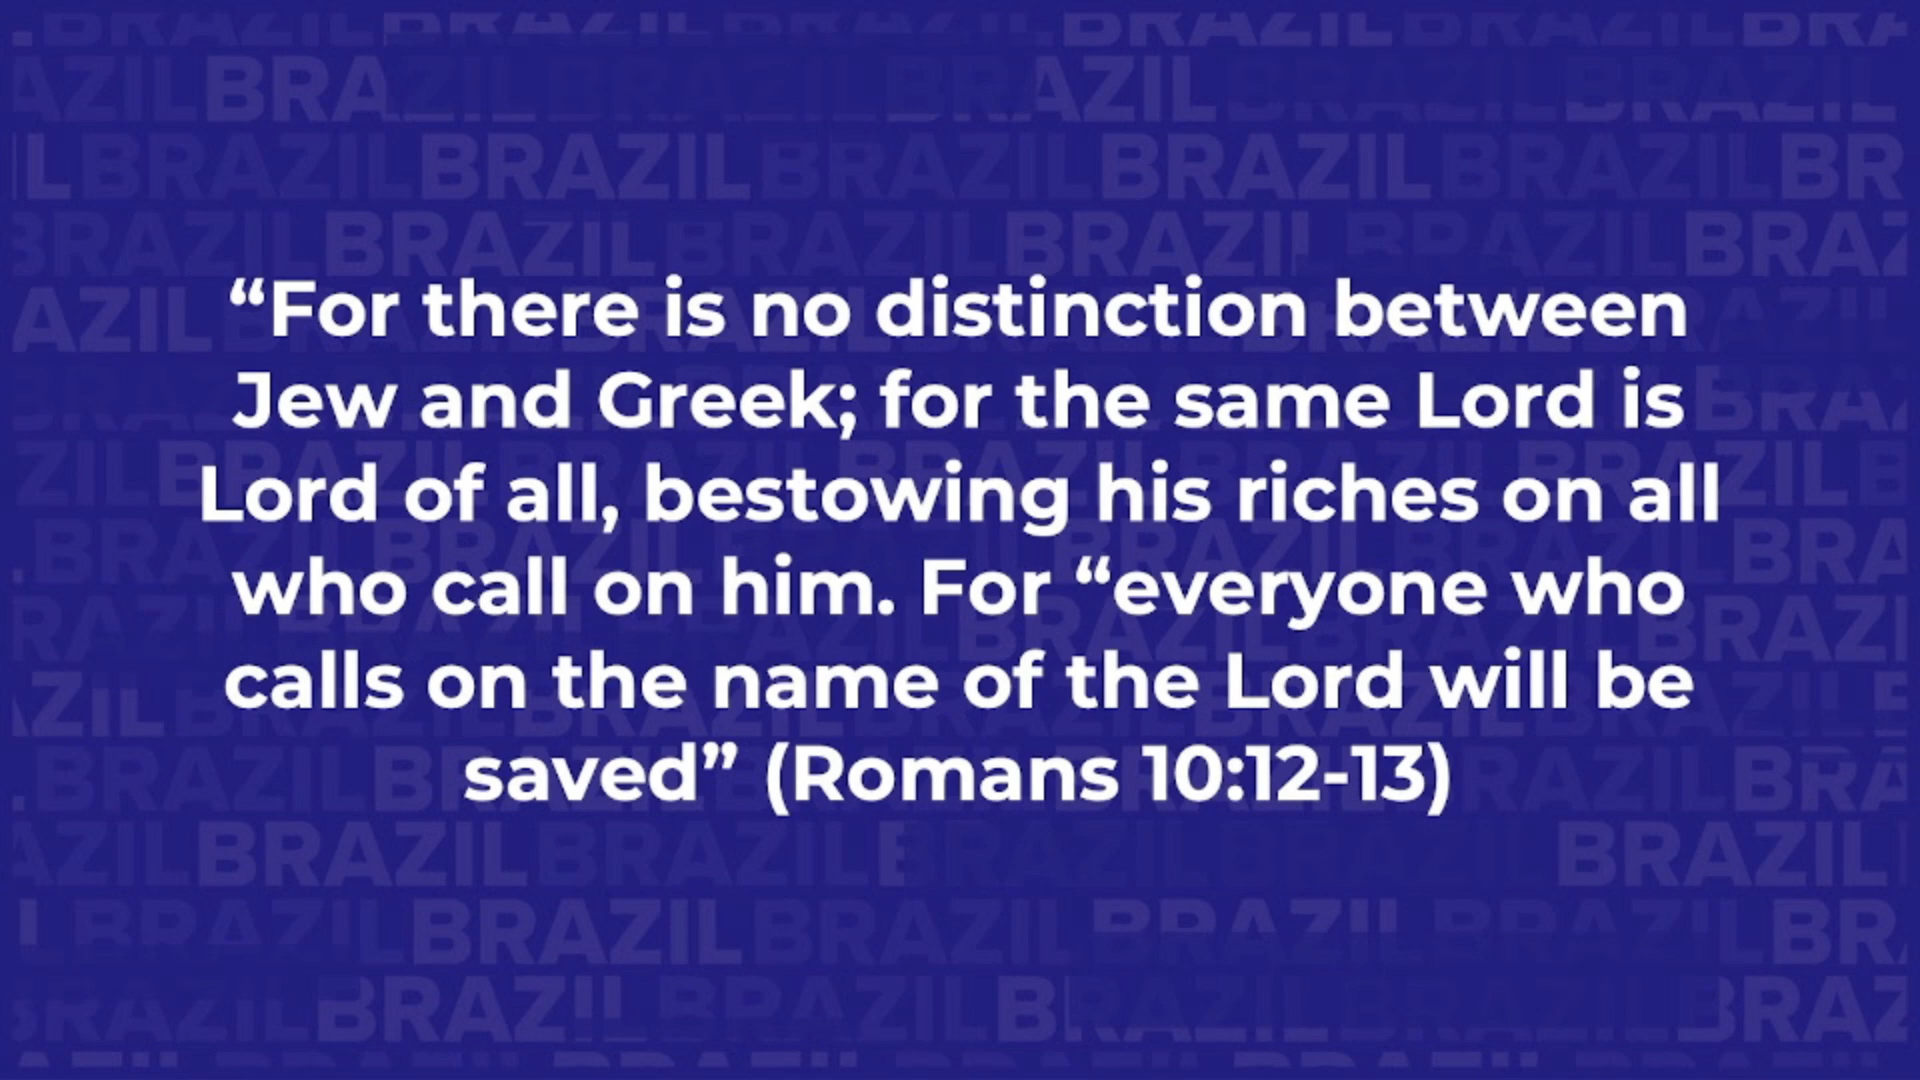 “For there is no distinction between
Jew and Greek; for the same Lord is
Lord of all, bestowing his riches on all
who call on him. For “everyone who
calls on the name of the Lord will be
saved” (Romans 10:12-13)
BRAZIL